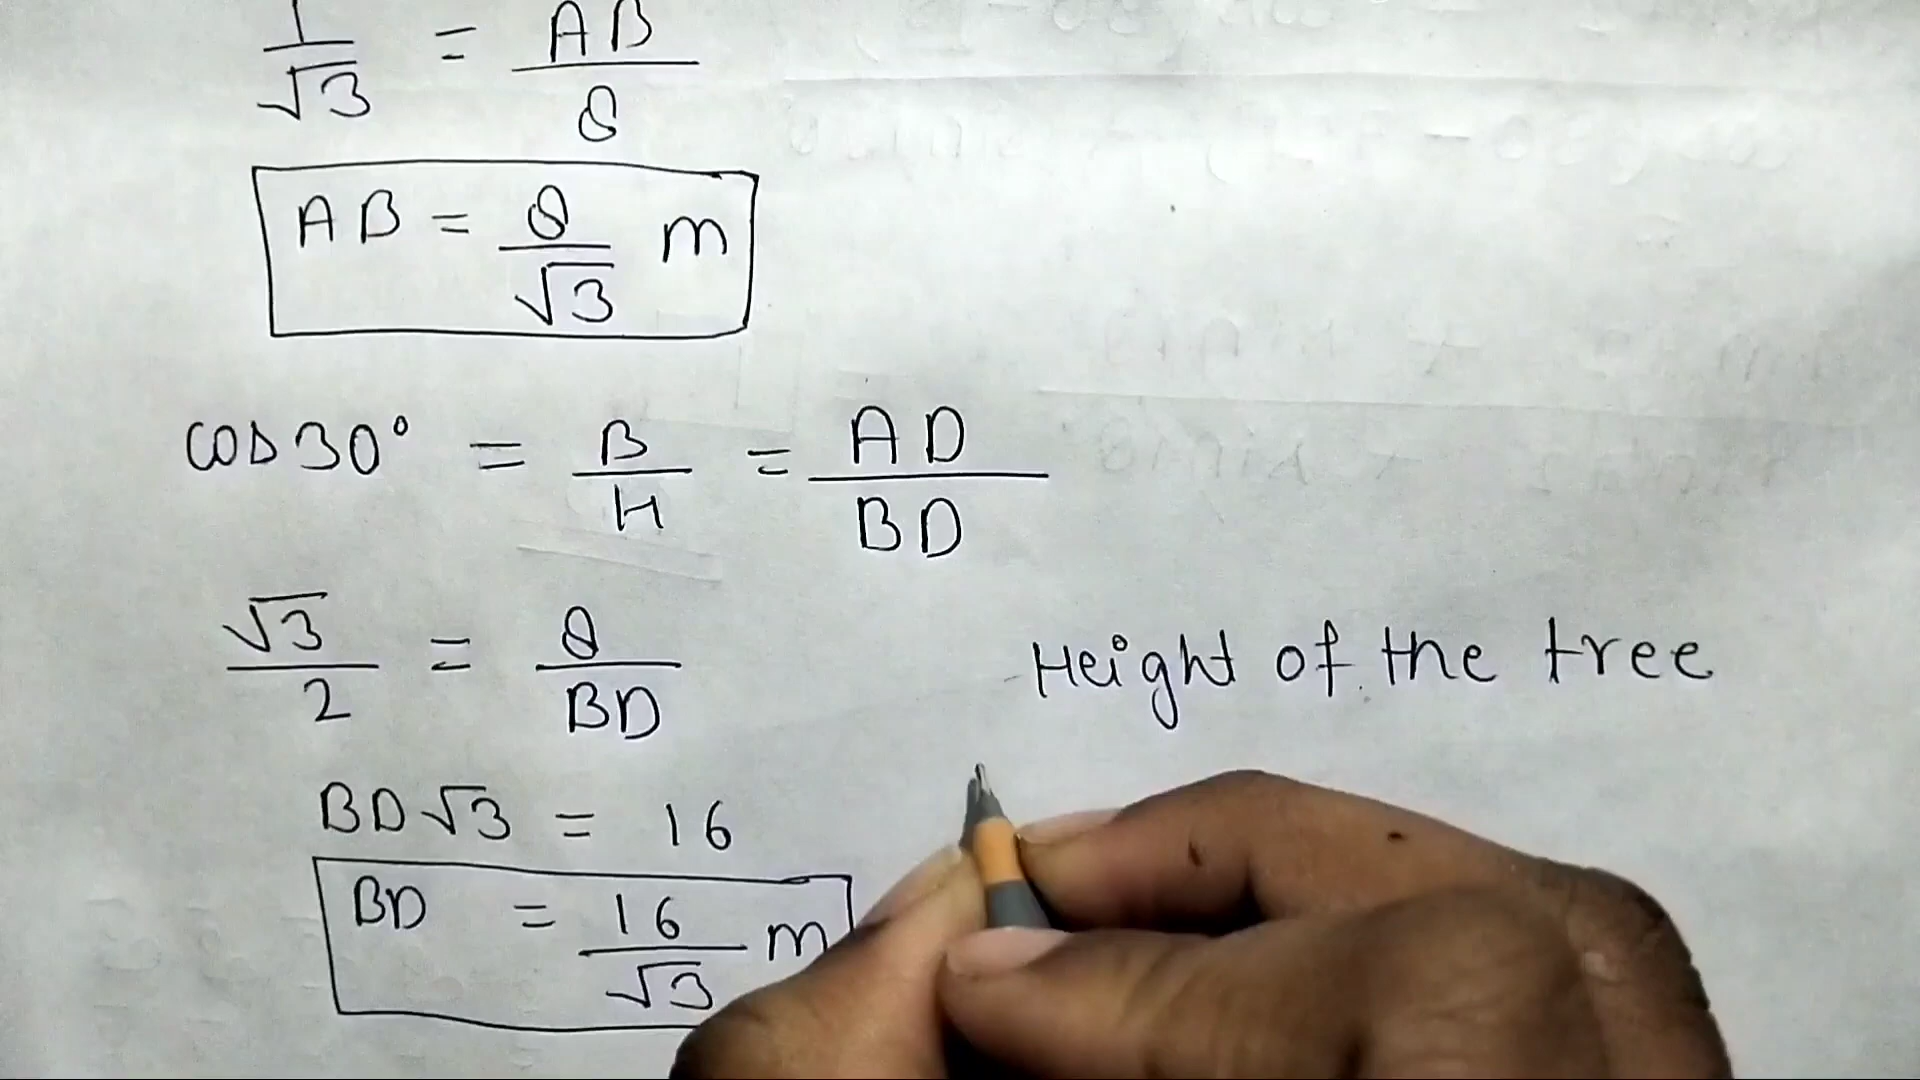 1/√3 = AB/8
AB = 8/√3 m
cos 30° = B/H = AD/BD
√3/2 = 8/BD
Height of the tree
BD√3 = 16
BD = 16/√3 m